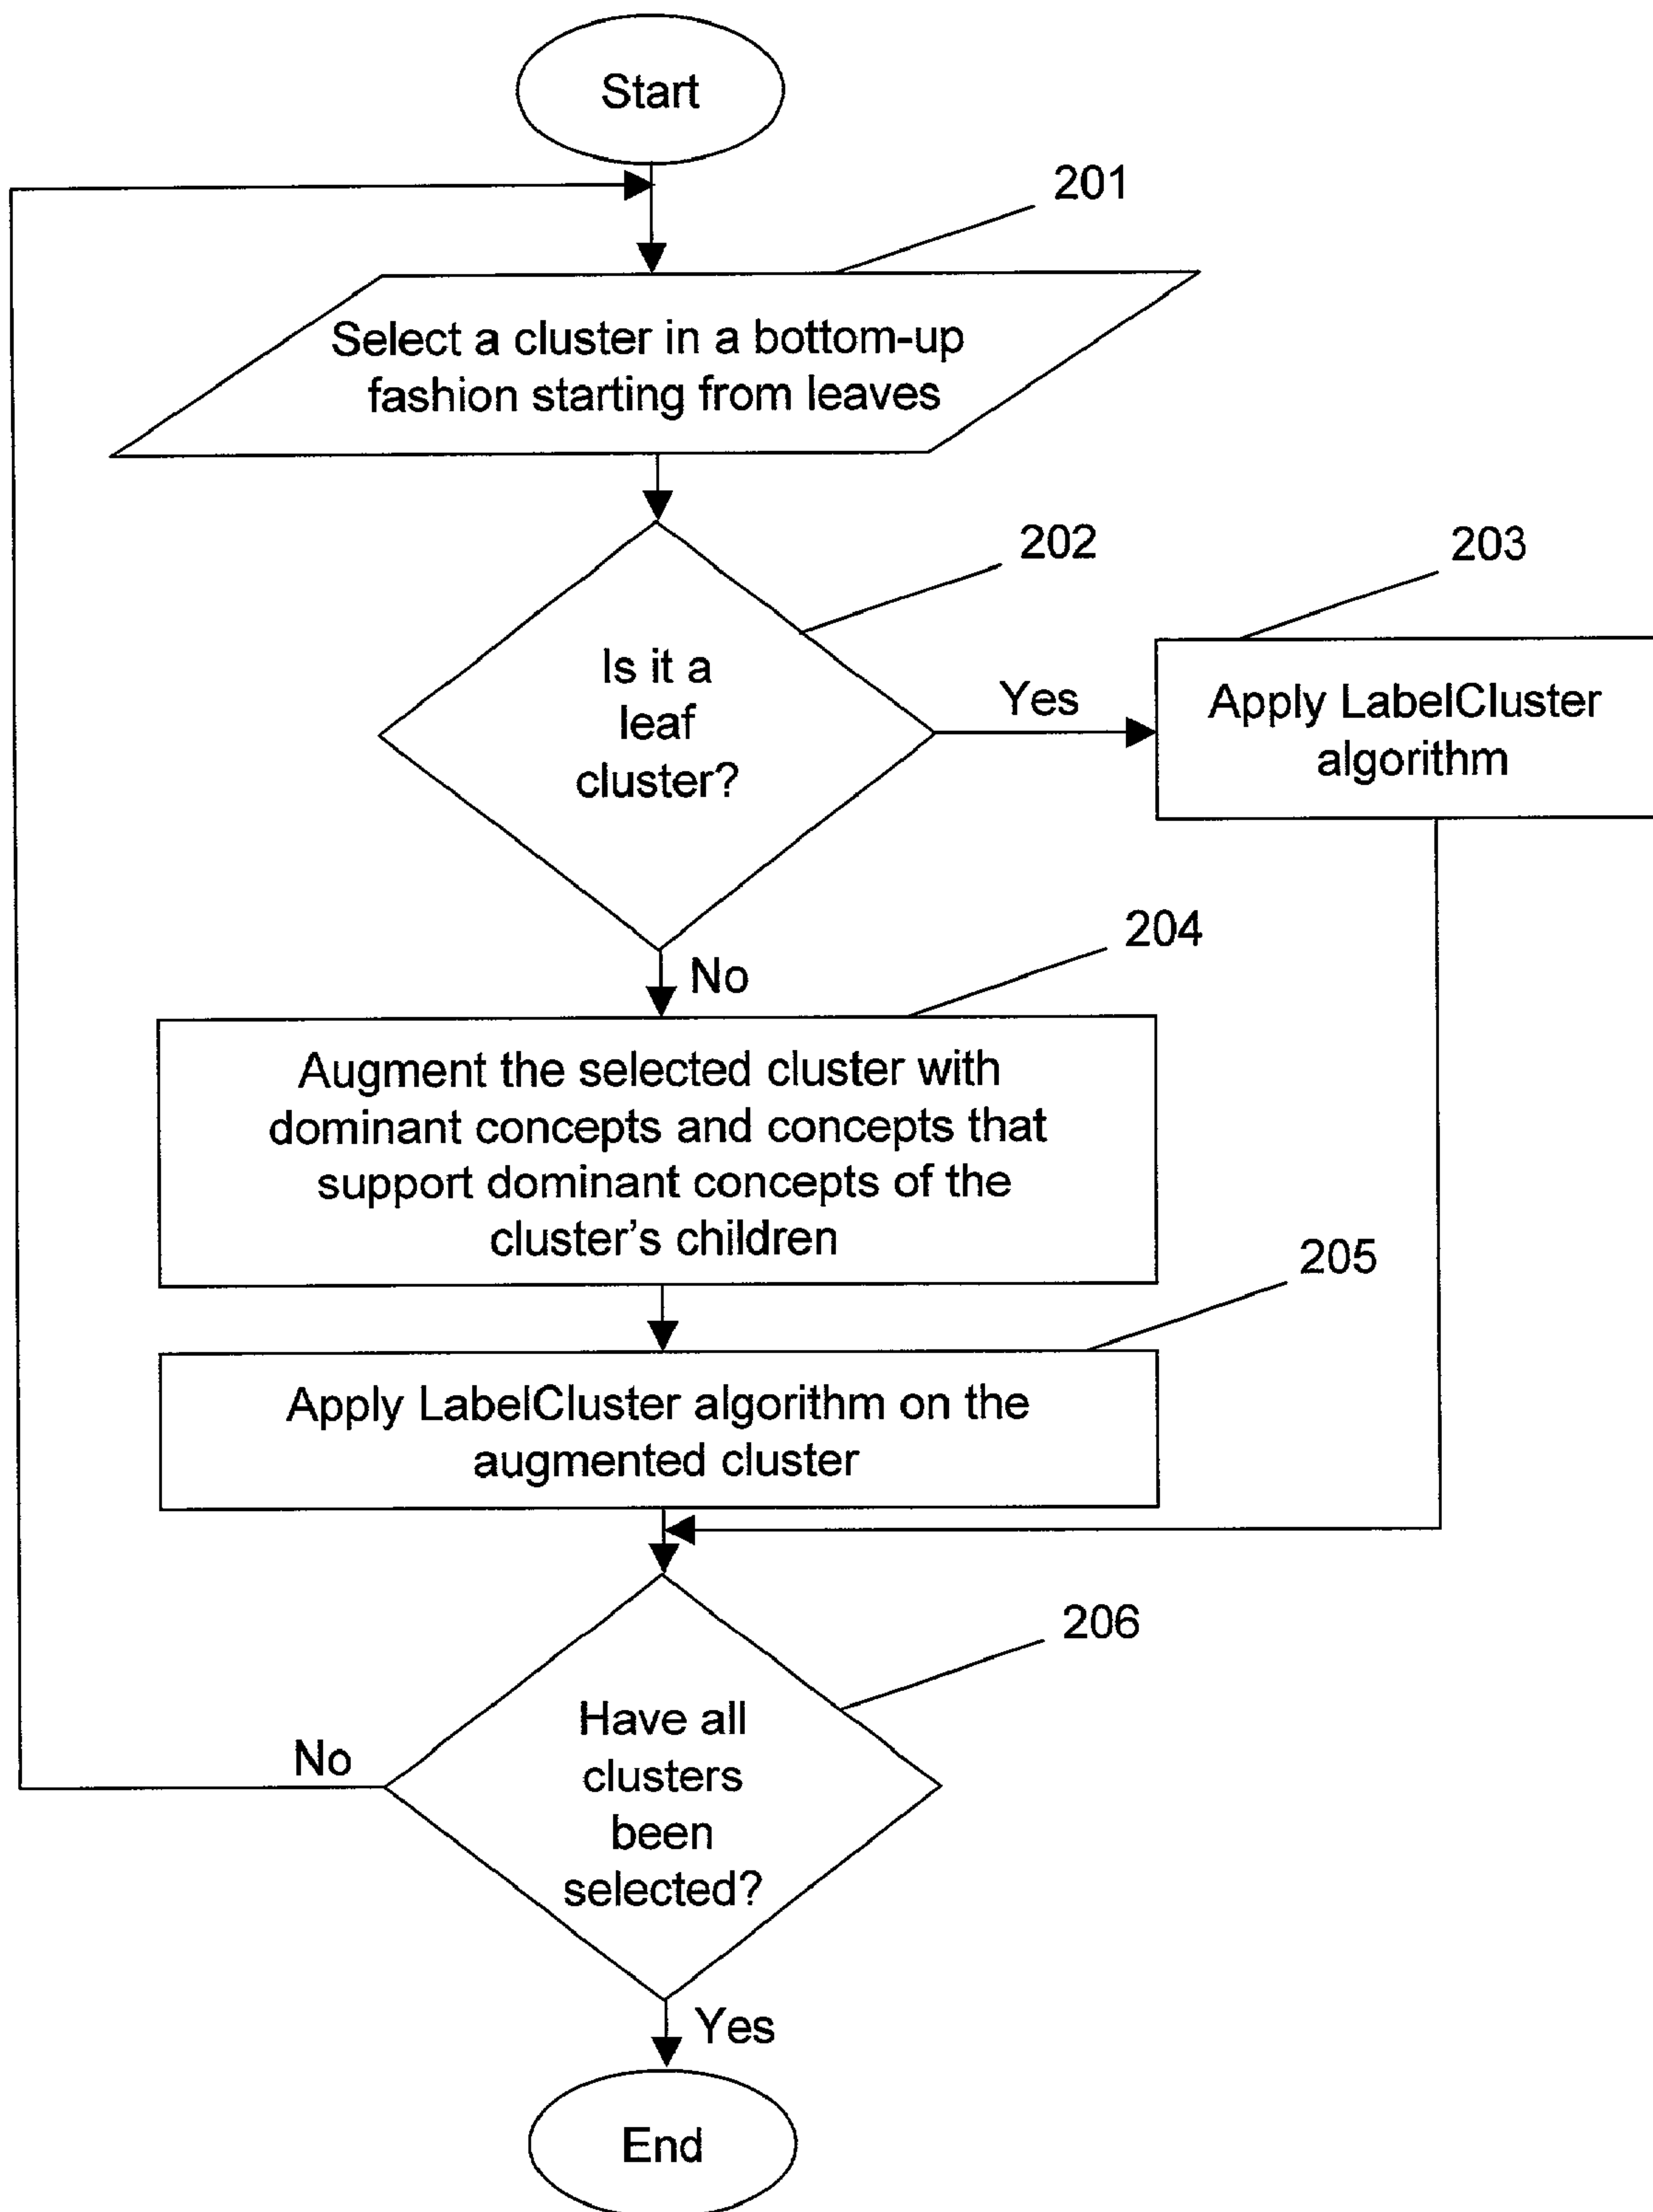 Start
201
Select a cluster in a bottom-up
fashion starting from leaves
202
203
Is it a
leaf
cluster?
Yes
Apply LabelCluster
algorithm
204
No
Augment the selected cluster with
dominant concepts and concepts that
support dominant concepts of the
cluster's children
205
Apply LabelCluster algorithm on the
augmented cluster
206
Have all
clusters
been
selected?
No
Yes
End